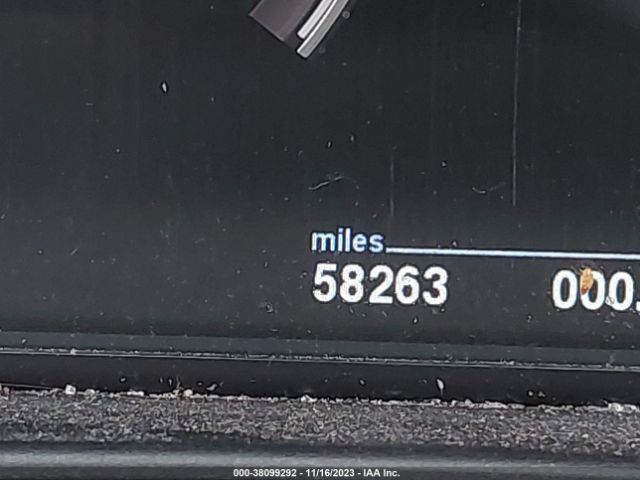 miles
58263 000.
000-38099292 - 11/16/2023 - IAA Inc.